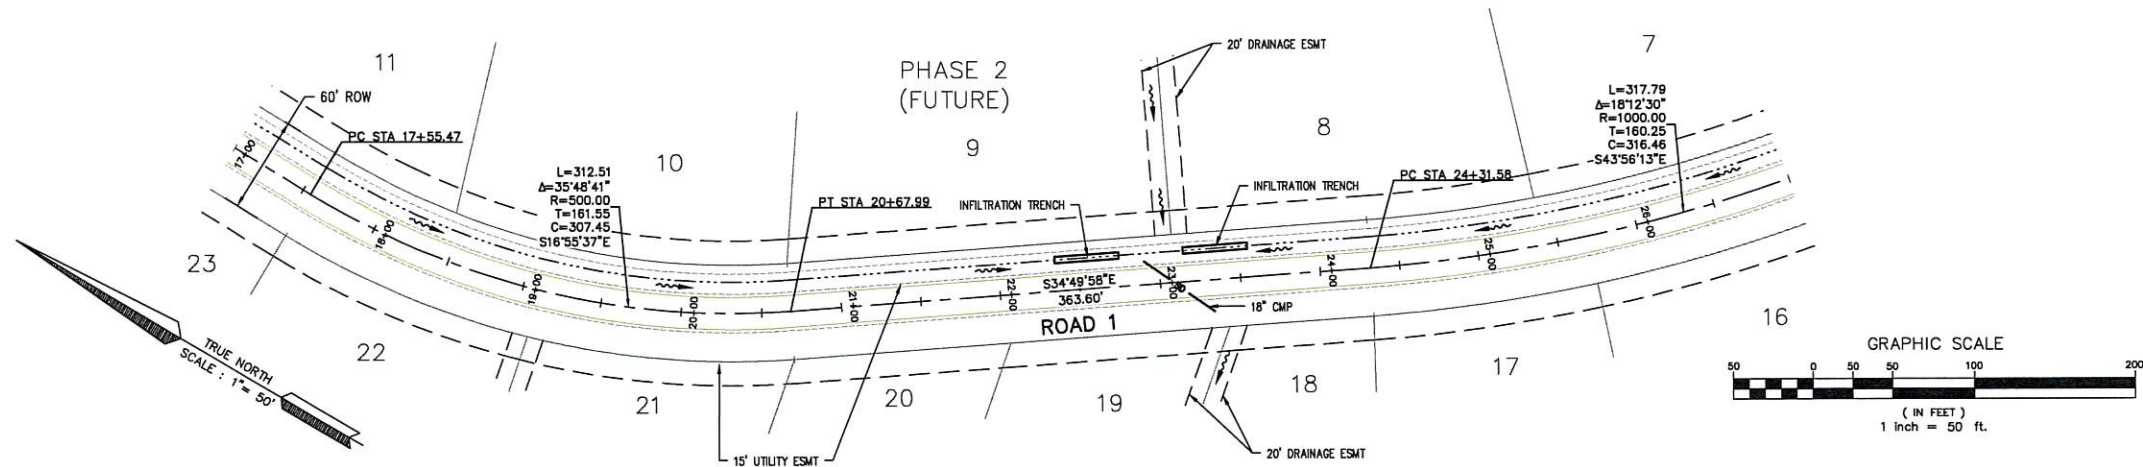 11
60' ROW
PC STA 17+55.47
17+00
18+00
10
L=312.51
Δ=35°48'41"
R=500.00
T=161.55
C=307.45
S16°55'37"E
PHASE 2
(FUTURE)
9
PT STA 20+67.99
INFILTRATION TRENCH
20' DRAINAGE ESMT
8
INFILTRATION TRENCH
PC STA 24+31.58
7
L=317.79
Δ=18°12'30"
R=1000.00
T=160.25
C=316.46
S43°56'13"E
19+00
20+00
21+00
22+00
S34°49'58"E
363.60'
23+00
24+00
25+00
26+00
18" CMP
ROAD 1
23
22
21
20
19
18
17
16
TRUE NORTH
SCALE : 1"= 50'
15' UTILITY ESMT
20' DRAINAGE ESMT
GRAPHIC SCALE
50 0 50 50 100 200
( IN FEET )
1 inch = 50 ft.